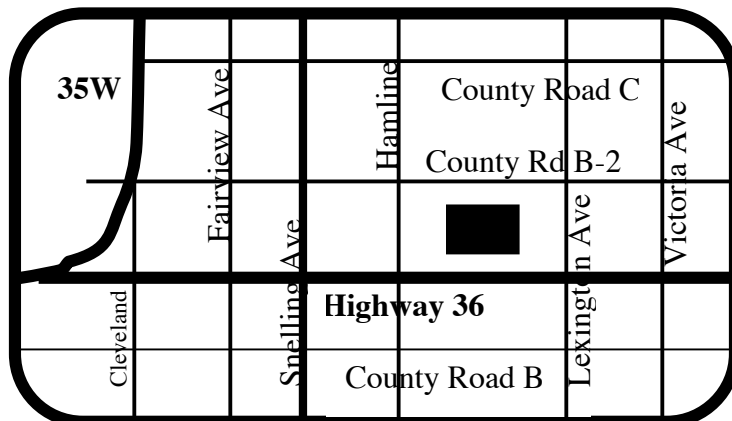 35W
County Road C
Hamline
Fairview Ave
County Rd B-2
Victoria Ave
Snelling Ave
Lexington Ave
Highway 36
Cleveland
County Road B